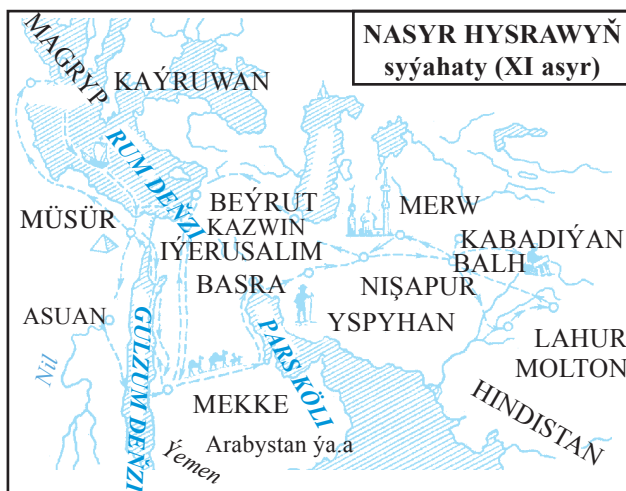 NASYR HYSRAWYŇ
syýahaty (XI asyr)
MAGRYP
KAÝRUWAN
RUM DEŇZI
BEÝRUT
MERW
MÜSÜR
KAZWIN
KABADIÝAN
IÝERUSALIM
BALH
BASRA
NIŞAPUR
ASUAN
YSPYHAN
LAHUR
Nil
GULZUM DEŇZI
PARS KÖLI
MOLTON
MEKKE
HINDISTAN
Arabystan ýa.a
Ýemen